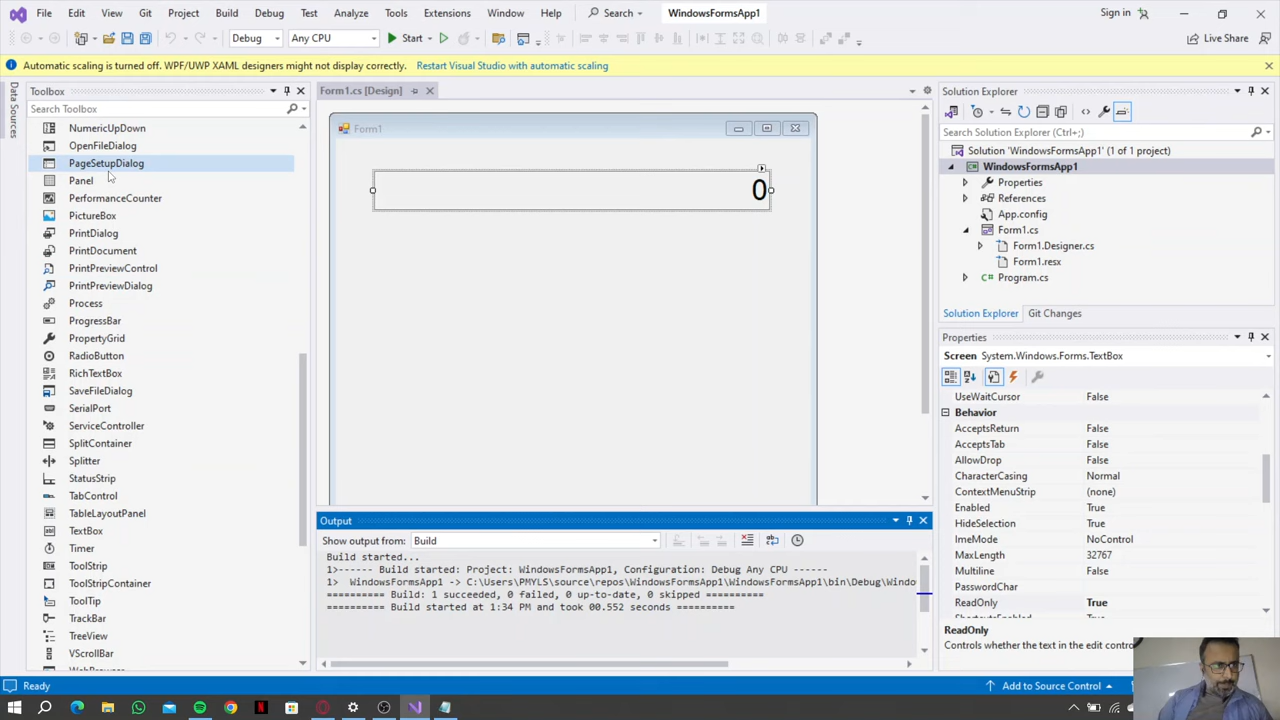 File Edit View Git Project Build Debug Test Analyze Tools Extensions Window Help Search WindowsFormsApp1 Sign in
Debug Any CPU Start Live Share
Automatic scaling is turned off. WPF/UWP XAML designers might not display correctly. Restart Visual Studio with automatic scaling
Data Sources
Toolbox
Search Toolbox
NumericUpDown
OpenFileDialog
PageSetupDialog
Panel
PerformanceCounter
PictureBox
PrintDialog
PrintDocument
PrintPreviewControl
PrintPreviewDialog
Process
ProgressBar
PropertyGrid
RadioButton
RichTextBox
SaveFileDialog
SerialPort
ServiceController
SplitContainer
Splitter
StatusStrip
TabControl
TableLayoutPanel
TextBox
Timer
ToolStrip
ToolStripContainer
ToolTip
TrackBar
TreeView
VScrollBar
Form1.cs [Design]
Form1
0
Output
Show output from: Build
Build started...
1>------ Build started: Project: WindowsFormsApp1, Configuration: Debug Any CPU ------
1> WindowsFormsApp1 -> C:\Users\PMYLS\source\repos\WindowsFormsApp1\WindowsFormsApp1\bin\Debug\Windo
========== Build: 1 succeeded, 0 failed, 0 up-to-date, 0 skipped ==========
========== Build started at 1:34 PM and took 00.552 seconds ==========
Solution Explorer
Search Solution Explorer (Ctrl+;)
Solution 'WindowsFormsApp1' (1 of 1 project)
WindowsFormsApp1
Properties
References
App.config
Form1.cs
Form1.Designer.cs
Form1.resx
Program.cs
Solution Explorer Git Changes
Properties
Screen System.Windows.Forms.TextBox
UseWaitCursor False
Behavior
AcceptsReturn False
AcceptsTab False
AllowDrop False
CharacterCasing Normal
ContextMenuStrip (none)
Enabled True
HideSelection True
ImeMode NoControl
MaxLength 32767
Multiline False
PasswordChar
ReadOnly True
ShortcutsEnabled True
ReadOnly
Controls whether the text in the edit contr
Ready
Add to Source Control